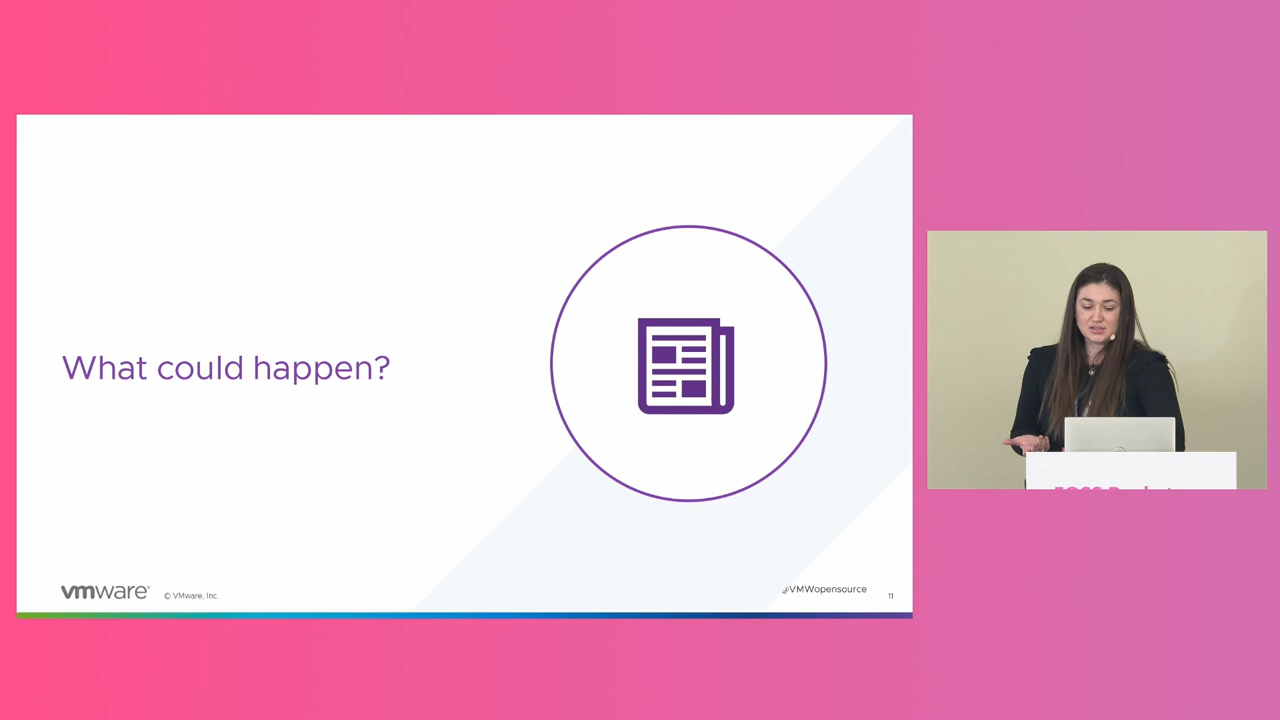 What could happen?
vmware®
© VMware, Inc.
@VMWopensource
11